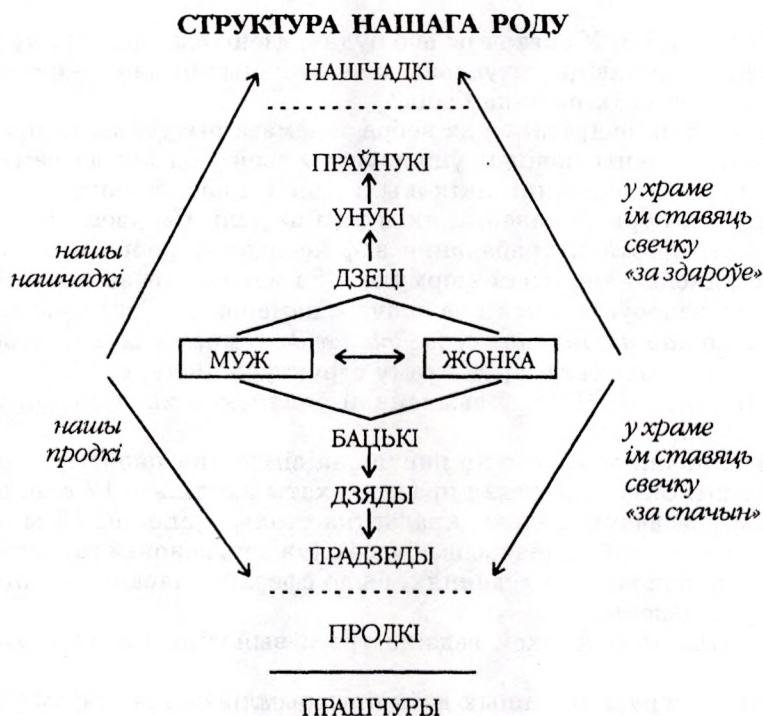 СТРУКТУРА НАШАГА РОДУ
НАШЧАДКІ
ПРАЎНУКІ
УНУКІ
ДЗЕЦІ
нашы
нашчадкі
у храме
ім ставяць
свечку
«за здароўе»
МУЖ
ЖОНКА
нашы
продкі
БАЦЬКІ
ДЗЯДЫ
ПРАДЗЕДЫ
у храме
ім ставяць
свечку
«за спачын»
ПРОДКІ
ПРАШЧУРЫ